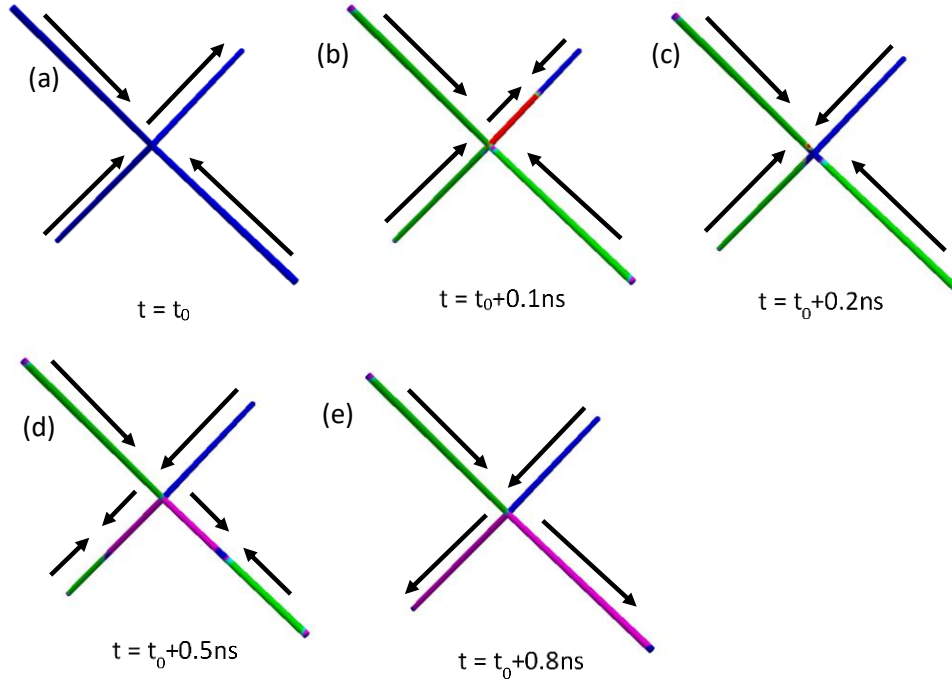 (a)
(b)
(c)
t = t₀
t = t₀+0.1ns
t = t₀+0.2ns
(d)
(e)
t = t₀+0.5ns
t = t₀+0.8ns